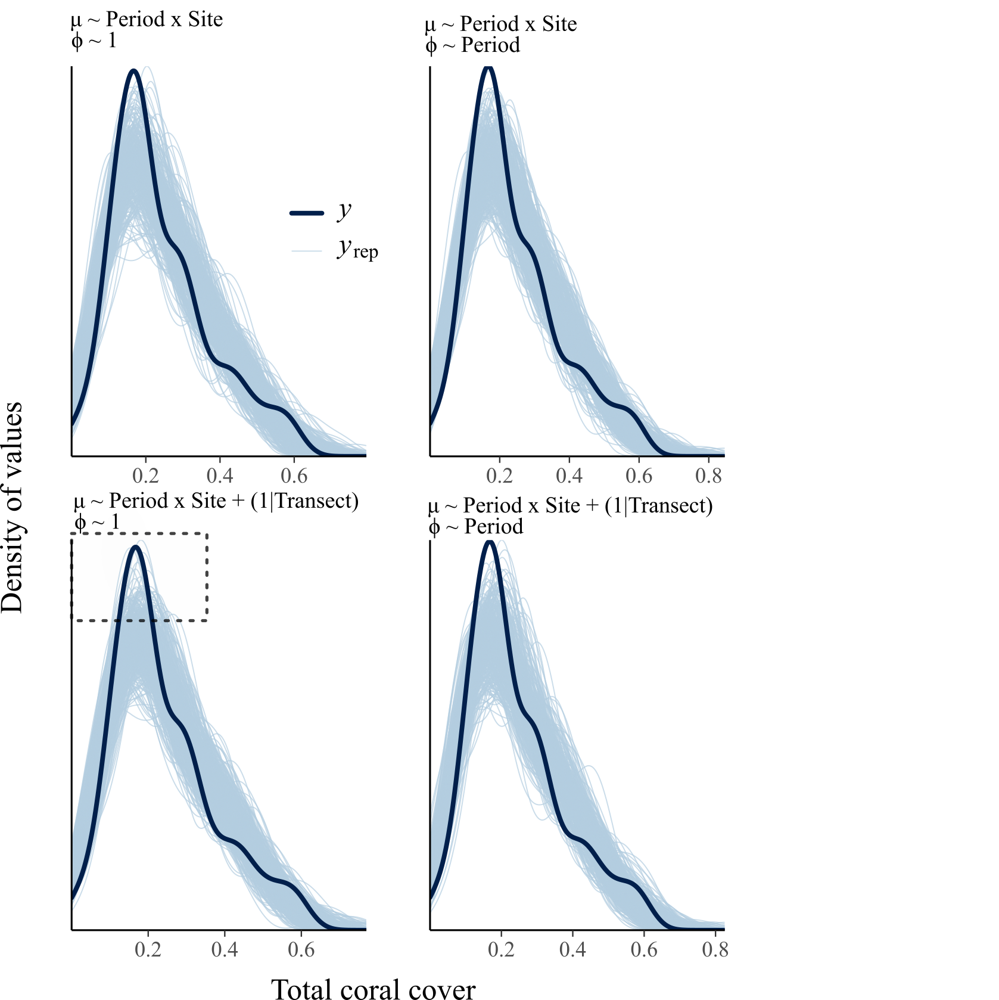 μ ~ Period x Site
ϕ ~ 1
μ ~ Period x Site
ϕ ~ Period
y
yrep
0.2 0.4 0.6
0.2 0.4 0.6 0.8
μ ~ Period x Site + (1|Transect)
ϕ ~ 1
μ ~ Period x Site + (1|Transect)
ϕ ~ Period
0.2 0.4 0.6
0.2 0.4 0.6 0.8
Density of values
Total coral cover